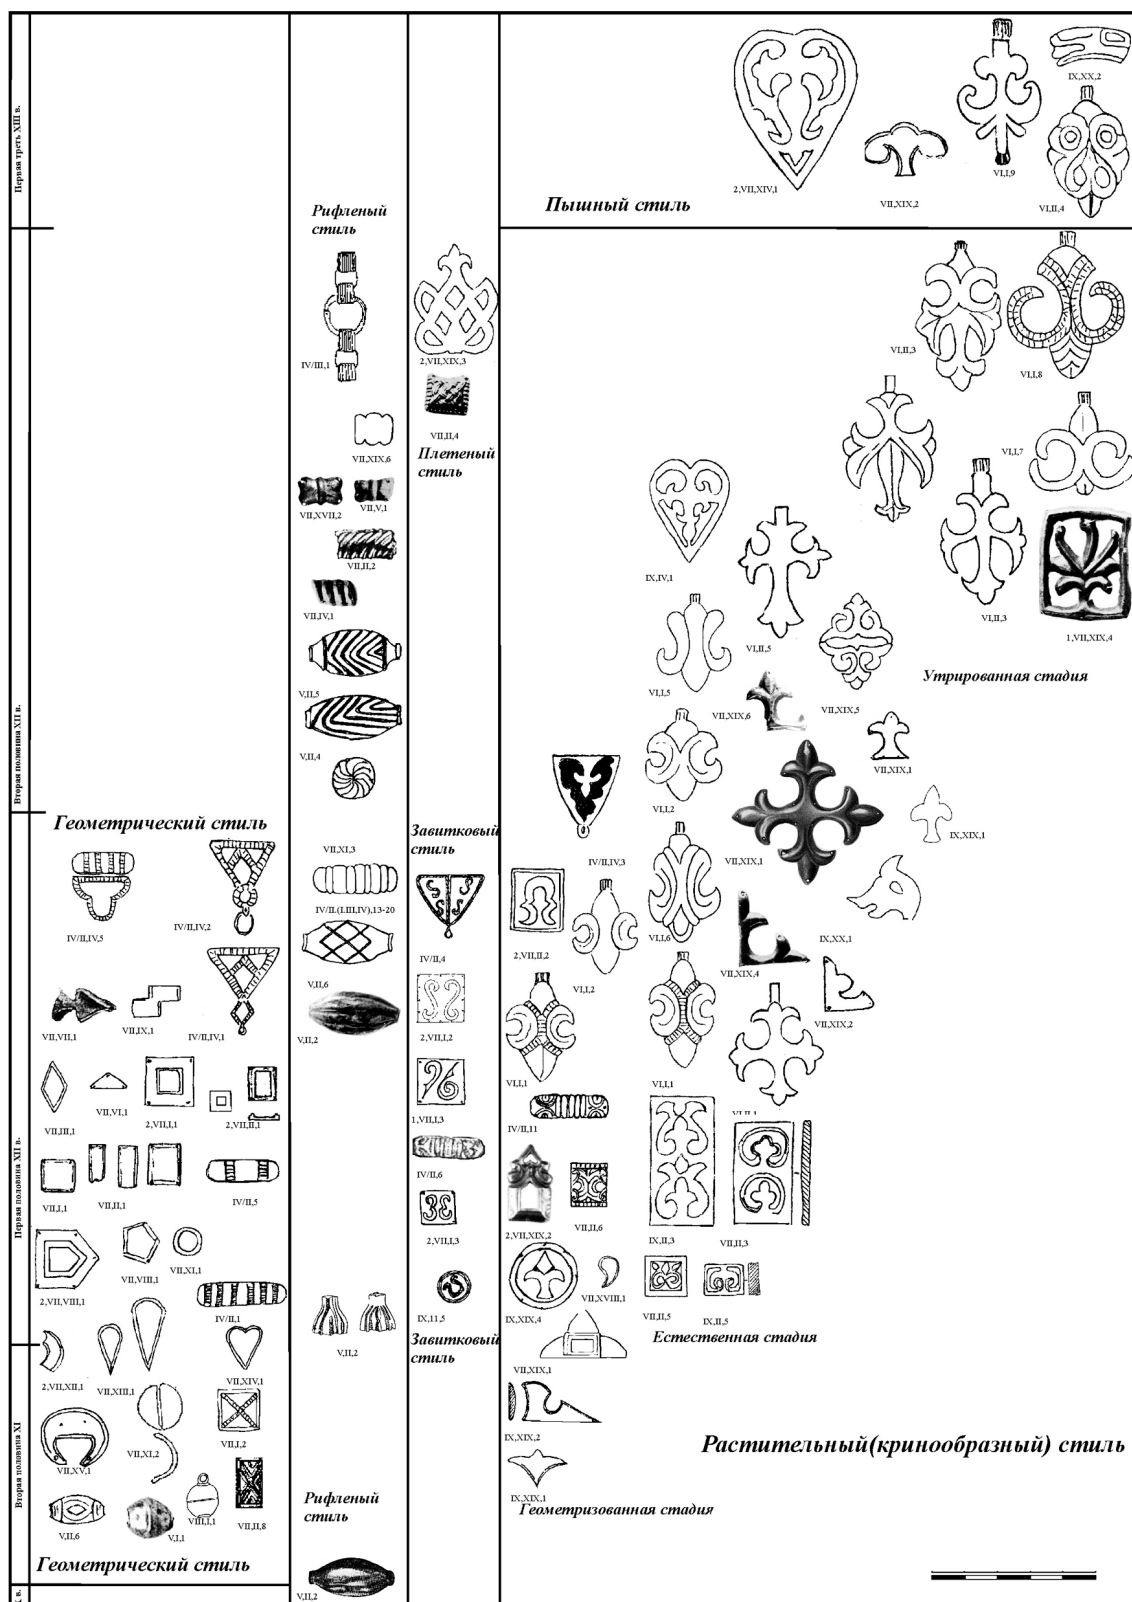 Первая треть XIII в.
2,VII,XIV,1
VII,XIX,2
VI,I,9
IX,XX,2
VI,II,4
Пышный стиль
Вторая половина XII в.
Рифленый
стиль
IV/III,1
VII,XIX,6
VII,XVII,2
VII,V,1
VII,II,2
VII,IV,1
V,II,5
V,II,4
2,VII,XIX,3
VII,II,4
Плетеный
стиль
VI,II,3
VI,I,8
VI,I,7
IX,IV,1
VI,II,5
VI,II,3
1,VII,XIX,4
VI,I,5
VII,XIX,6
VII,XIX,5
Утрированная стадия
VII,XIX,1
VI,I,2
Первая половина XII в.
Геометрический стиль
IV/II,IV,5
IV/II,IV,2
VII,VII,1
VII,IX,1
IV/II,IV,1
VII,III,1
VII,VI,1
2,VII,I,1
2,VII,II,1
VII,I,1
VII,II,1
IV/II,5
2,VII,VIII,1
VII,VIII,1
VII,XI,1
IV/II,1
VII,XI,3
IV/II.(I.III,IV),13-20
V,II,6
V,II,2
V,II,2
Завитковый
стиль
IV/II,4
2,VII,I,2
1,VII,I,3
IV/II,6
2,VII,I,3
IX,11,5
Завитковый
стиль
IV/II,IV,3
2,VII,II,2
VI,I,2
VI,I,6
VII,XIX,1
IX,XIX,1
IX,XX,1
VII,XIX,4
VII,XIX,2
VI,I,1
VI,I,1
VI,II,1
IV/II,11
2,VII,XIX,2
VII,II,6
IX,II,3
VII,II,3
IX,XIX,4
VII,XVIII,1
VII,II,5
IX,II,5
Естественная стадия
VII,XIX,1
Вторая половина XI
2,VII,XII,1
VII,XIII,1
VII,XIV,1
VII,XV,1
VII,XI,2
VII,I,2
V,II,6
V,I,1
VIII,I,1
VII,II,8
Геометрический стиль
Рифленый
стиль
V,II,2
IX,XIX,2
IX,XIX,1
Геометризованная стадия
Растительный(кринообразный) стиль